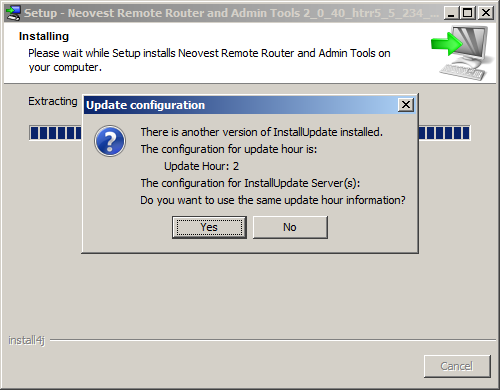 Setup - Neovest Remote Router and Admin Tools 2_0_40_htrr5_5_234_...
Installing
Please wait while Setup installs Neovest Remote Router and Admin Tools on
your computer.
Extracting
Update configuration
There is another version of InstallUpdate installed.
The configuration for update hour is:
Update Hour: 2
The configuration for InstallUpdate Server(s):
Do you want to use the same update hour information?
Yes
No
install4j
Cancel